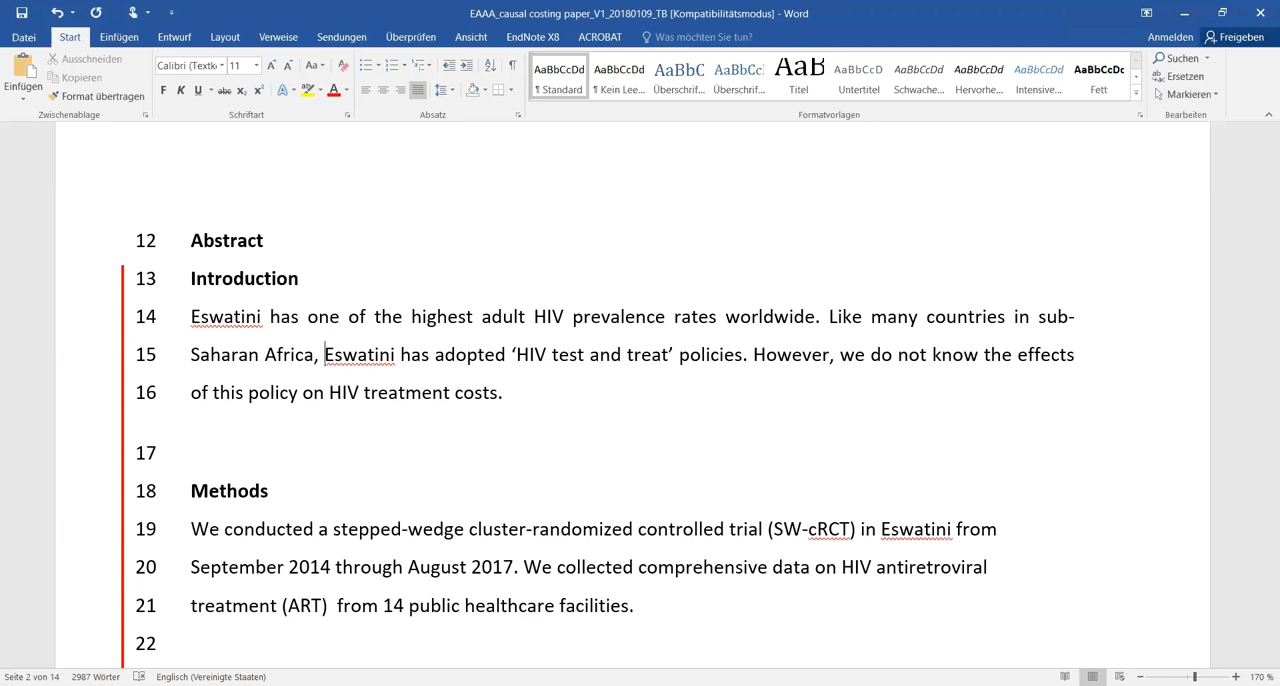 EAAA_causal costing paper_V1_20180109_TB [Kompatibilitätsmodus] - Word
Datei Start Einfügen Entwurf Layout Verweise Sendungen Überprüfen Ansicht EndNote X8 ACROBAT Was möchten Sie tun? Anmelden Freigeben
Einfügen
Ausschneiden
Kopieren
Format übertragen
Zwischenablage
Calibri (Textk 11
F K U abc X₂ X²
Schriftart
Absatz
AaBbCcDd AaBbCcDd AaBbC AaBbCc AaB AaBbCcD AaBbCcDd AaBbCcDd AaBbCcDd AaBbCcDc
¶ Standard ¶ Kein Lee... Überschrif... Überschrif... Titel Untertitel Schwache... Hervorhe... Intensive... Fett
Formatvorlagen
Suchen
Ersetzen
Markieren
Bearbeiten
12 Abstract
13 Introduction
14 Eswatini has one of the highest adult HIV prevalence rates worldwide. Like many countries in sub-
15 Saharan Africa, Eswatini has adopted ‘HIV test and treat’ policies. However, we do not know the effects
16 of this policy on HIV treatment costs.
17
18 Methods
19 We conducted a stepped-wedge cluster-randomized controlled trial (SW-cRCT) in Eswatini from
20 September 2014 through August 2017. We collected comprehensive data on HIV antiretroviral
21 treatment (ART)  from 14 public healthcare facilities.
22
Seite 2 von 14 2987 Wörter Englisch (Vereinigte Staaten) 170 %